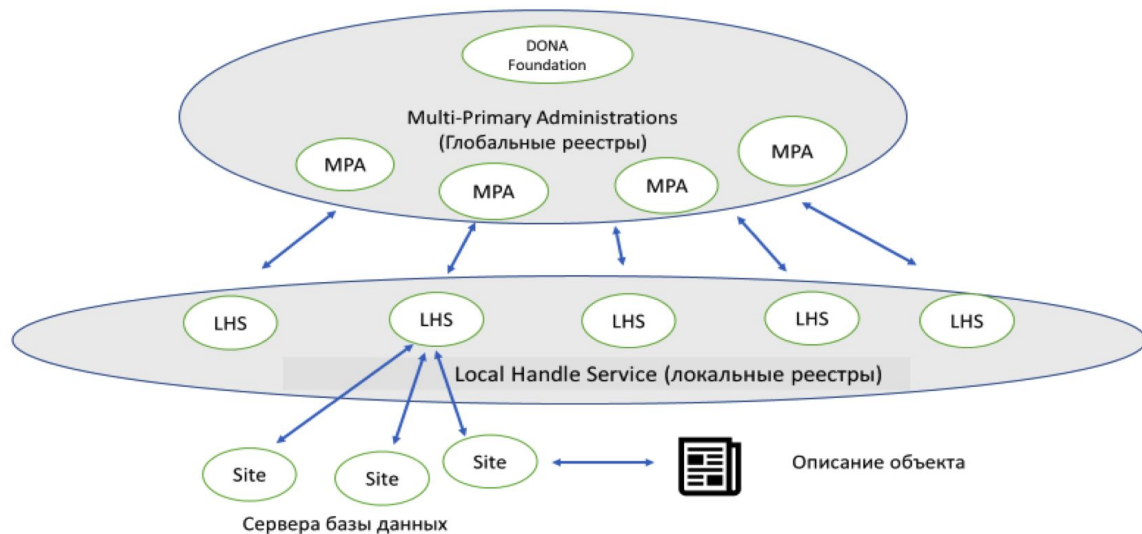 DONA
Foundation
Multi-Primary Administrations
(Глобальные реестры)
MPA
MPA
MPA
MPA
LHS
LHS
LHS
LHS
LHS
Local Handle Service (локальные реестры)
Site
Site
Site
Описание объекта
Сервера базы данных